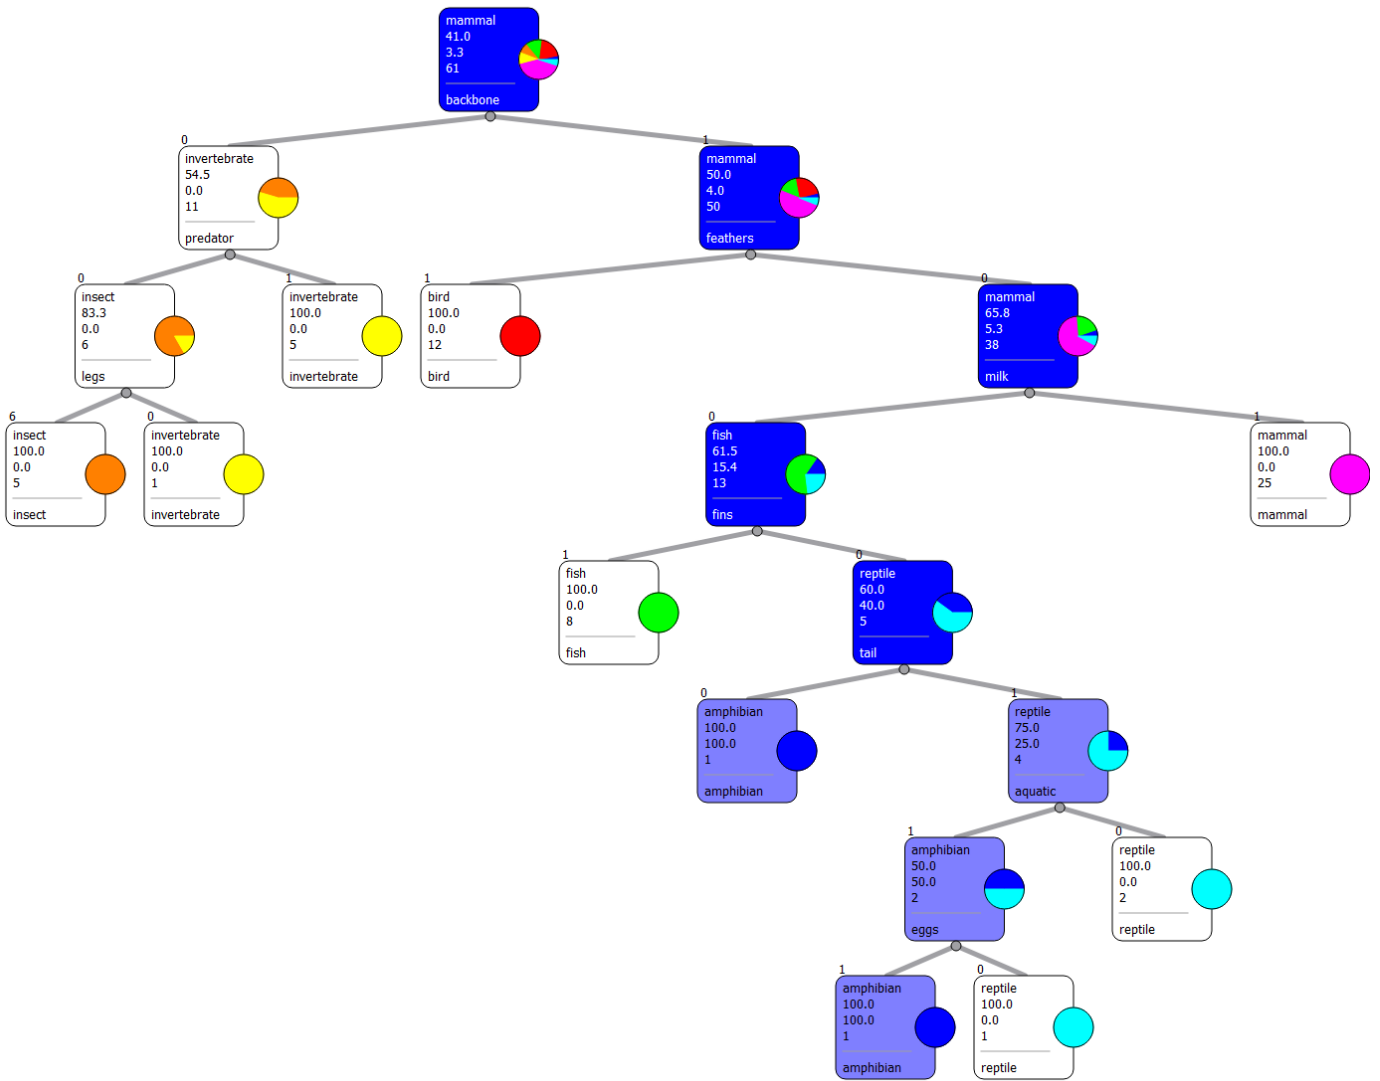 mammal
41.0
3.3
61
backbone
0
invertebrate
54.5
0.0
11
predator
1
mammal
50.0
4.0
50
feathers
0
insect
83.3
0.0
6
legs
1
invertebrate
100.0
0.0
5
invertebrate
1
bird
100.0
0.0
12
bird
0
mammal
65.8
5.3
38
milk
6
insect
100.0
0.0
5
insect
0
invertebrate
100.0
0.0
1
invertebrate
0
fish
61.5
15.4
13
fins
1
mammal
100.0
0.0
25
mammal
1
fish
100.0
0.0
8
fish
0
reptile
60.0
40.0
5
tail
0
amphibian
100.0
100.0
1
amphibian
1
reptile
75.0
25.0
4
aquatic
1
amphibian
50.0
50.0
2
eggs
0
reptile
100.0
0.0
2
reptile
1
amphibian
100.0
100.0
1
amphibian
0
reptile
100.0
0.0
1
reptile